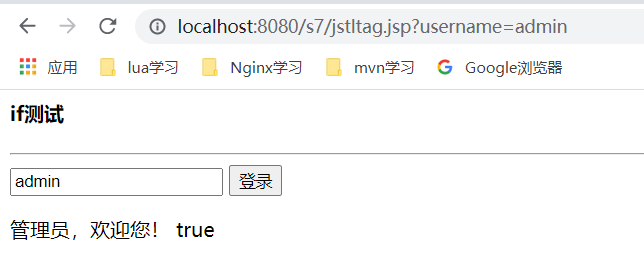 localhost:8080/s7/jstltag.jsp?username=admin
应用 lua学习 Nginx学习 mvn学习 Google浏览器
if测试
admin 登录
管理员，欢迎您！ true